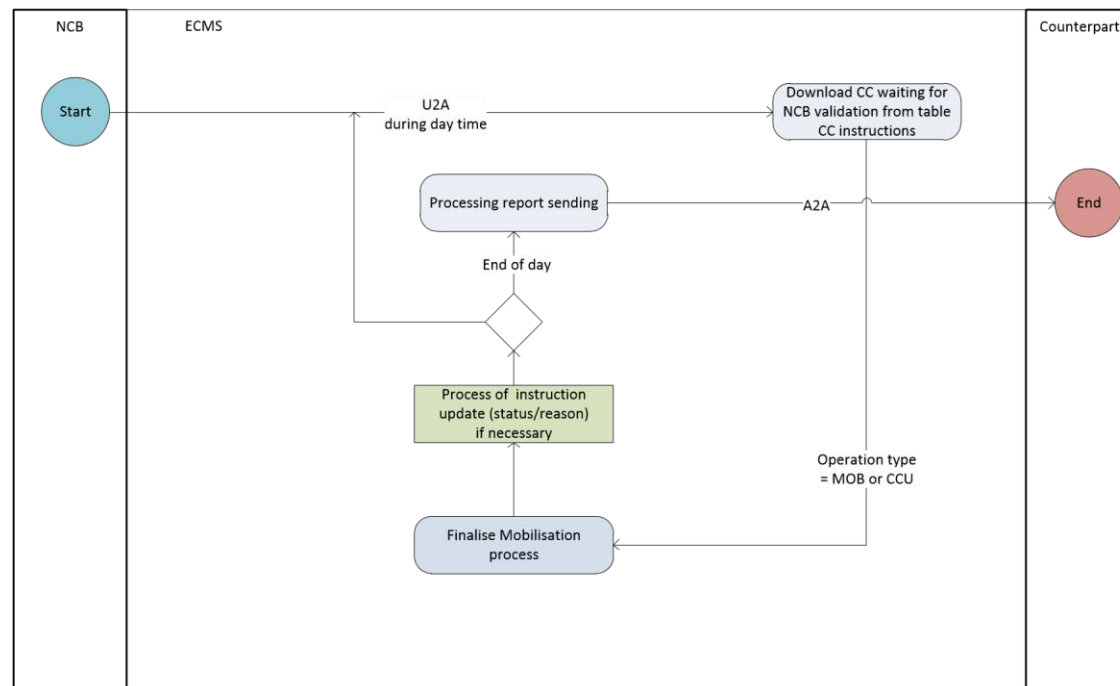 NCB
ECMS
Counterpart
Start
U2A
during day time
Download CC waiting for
NCB validation from table
CC instructions
Processing report sending
A2A
End
End of day
Process of instruction
update (status/reason)
if necessary
Operation type
= MOB or CCU
Finalise Mobilisation
process